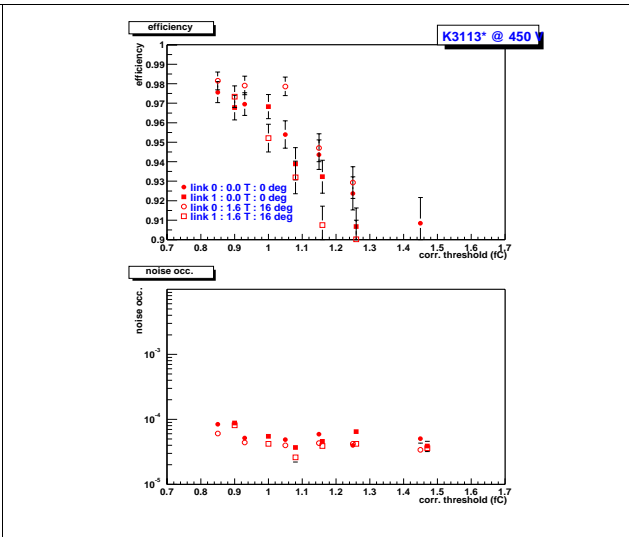 efficiency
K3113* @ 450 V
efficiency
1
0.99
0.98
0.97
0.96
0.95
0.94
0.93
0.92
0.91
0.9
link 0 : 0.0 T : 0 deg
link 1 : 0.0 T : 0 deg
link 0 : 1.6 T : 16 deg
link 1 : 1.6 T : 16 deg
0.7 0.8 0.9 1 1.1 1.2 1.3 1.4 1.5 1.6 1.7
corr. threshold (fC)
noise occ.
noise occ.
10-3
10-4
10-5
0.7 0.8 0.9 1 1.1 1.2 1.3 1.4 1.5 1.6 1.7
corr. threshold (fC)